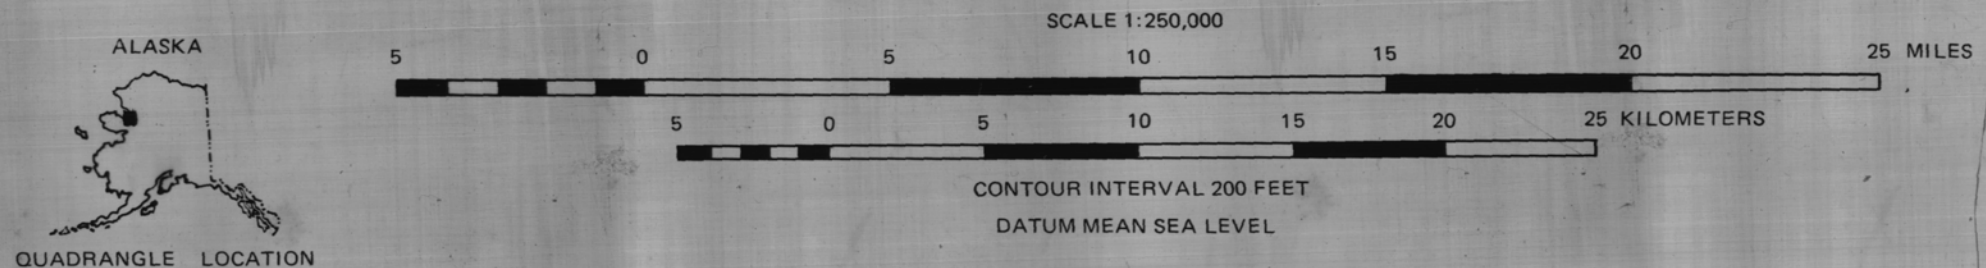 SCALE 1:250,000
ALASKA
5 0 5 10 15 20 25 MILES
5 0 5 10 15 20 25 KILOMETERS
CONTOUR INTERVAL 200 FEET
DATUM MEAN SEA LEVEL
QUADRANGLE LOCATION